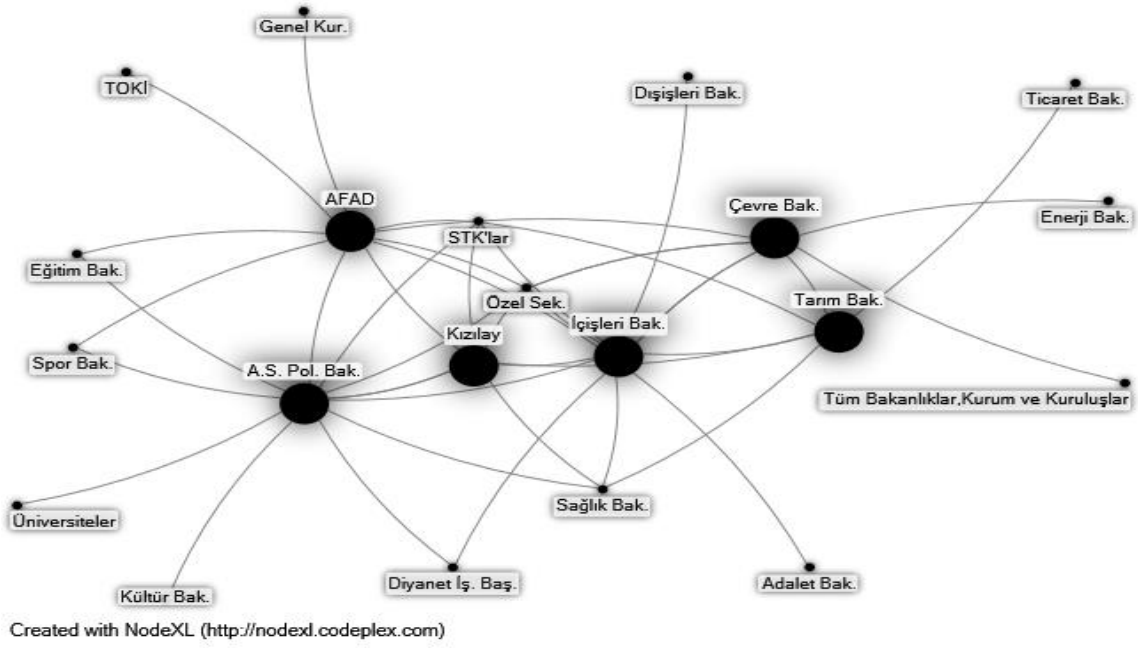 Genel Kur.
TOKİ
Dışişleri Bak.
Ticaret Bak.
AFAD
Çevre Bak.
STK'lar
Enerji Bak.
Eğitim Bak.
Özel Sek.
Tarım Bak.
Kızılay
İçişleri Bak.
Spor Bak.
A.S. Pol. Bak.
Tüm Bakanlıklar,Kurum ve Kuruluşlar
Sağlık Bak.
Üniversiteler
Diyanet İş. Baş.
Adalet Bak.
Kültür Bak.
Created with NodeXL (http://nodexl.codeplex.com)